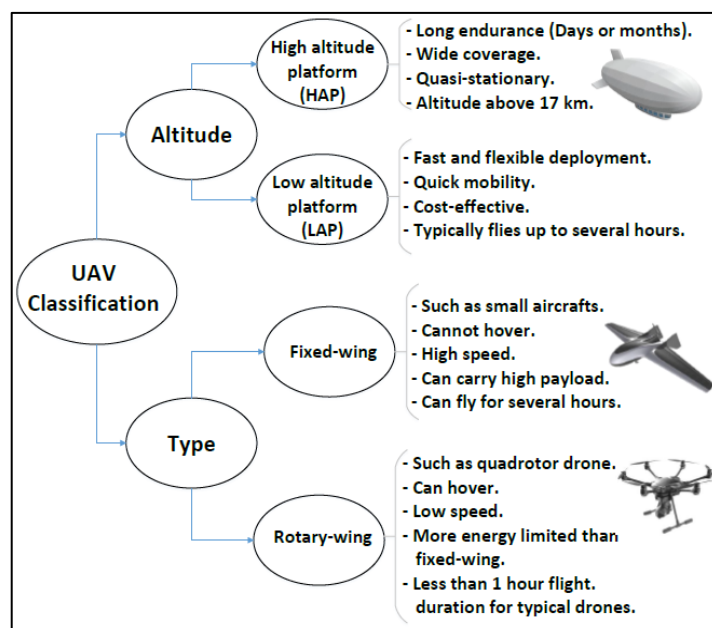 UAV
Classification
Altitude
High altitude
platform
(HAP)
- Long endurance (Days or months).
- Wide coverage.
- Quasi-stationary.
- Altitude above 17 km.
Low altitude
platform
(LAP)
- Fast and flexible deployment.
- Quick mobility.
- Cost-effective.
- Typically flies up to several hours.
Type
Fixed-wing
- Such as small aircrafts.
- Cannot hover.
- High speed.
- Can carry high payload.
- Can fly for several hours.
Rotary-wing
- Such as quadrotor drone.
- Can hover.
- Low speed.
- More energy limited than
fixed-wing.
- Less than 1 hour flight.
duration for typical drones.